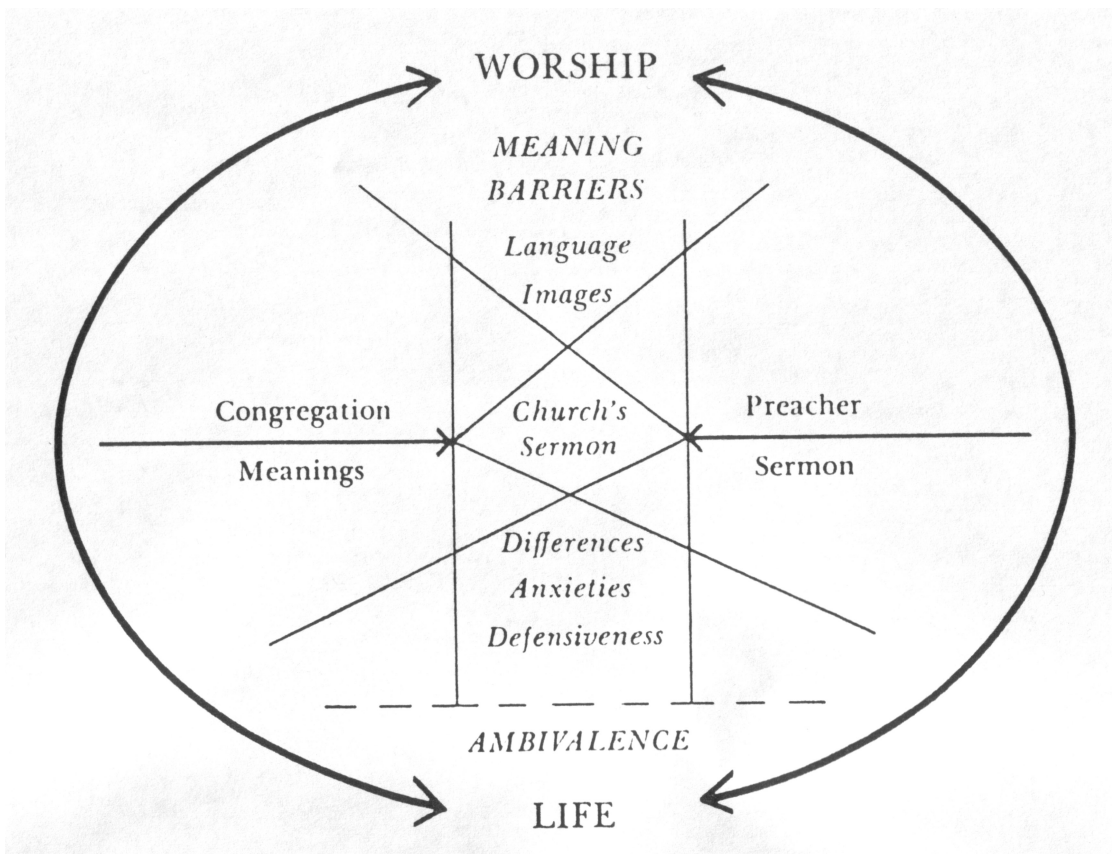 WORSHIP
MEANING
BARRIERS
Language
Images
Congregation
Meanings
Church's
Sermon
Preacher
Sermon
Differences
Anxieties
Defensiveness
AMBIVALENCE
LIFE